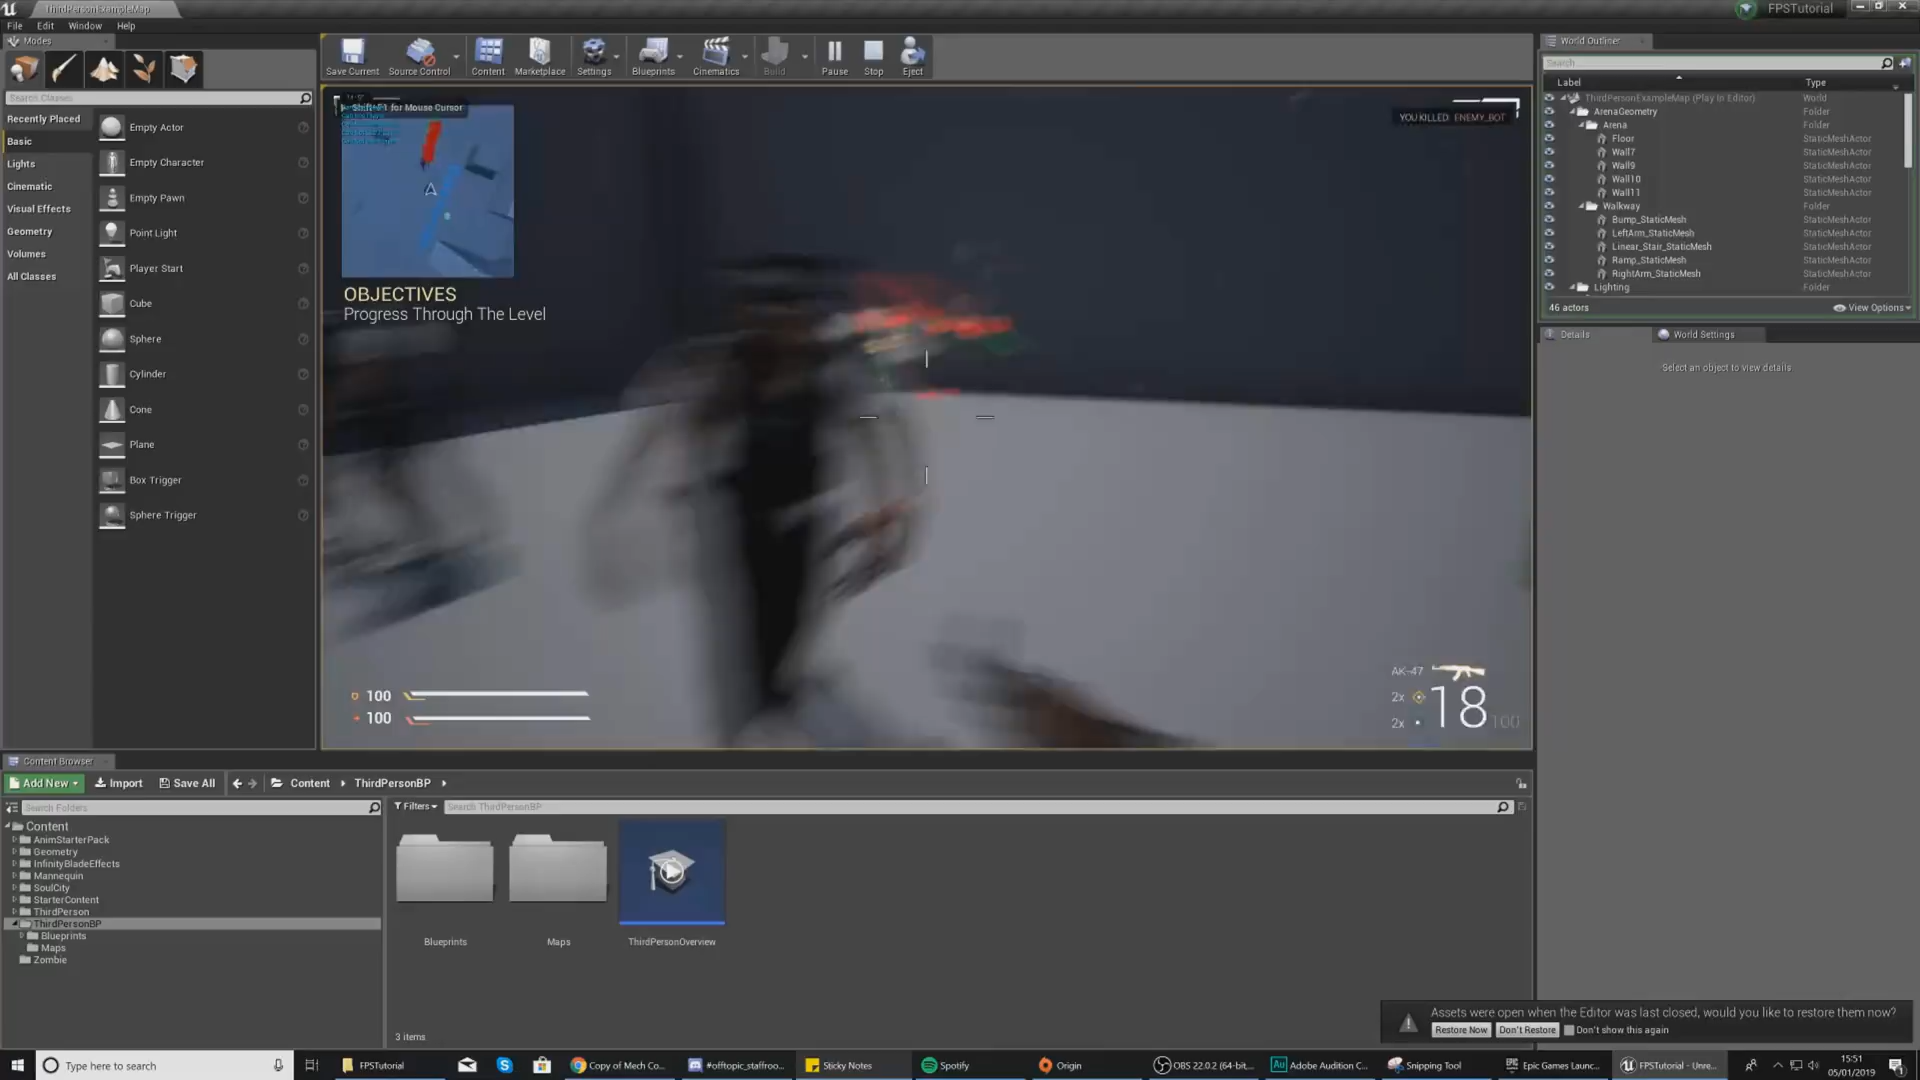 ThirdPersonExampleMap
FPSTutorial
File Edit Window Help
Modes
Search Classes
Recently Placed
Basic
Lights
Cinematic
Visual Effects
Geometry
Volumes
All Classes
Empty Actor
Empty Character
Empty Pawn
Point Light
Player Start
Cube
Sphere
Cylinder
Cone
Plane
Box Trigger
Sphere Trigger
Save Current Source Control Content Marketplace Settings Blueprints Cinematics Build Pause Stop Eject
Shift+F1 for Mouse Cursor
YOU KILLED ENEMY_BOT
OBJECTIVES
Progress Through The Level
100
100
AK-47
2x
18 100
2x
World Outliner
Search...
Label Type
ThirdPersonExampleMap (Play In Editor) World
ArenaGeometry Folder
Arena Folder
Floor StaticMeshActor
Wall7 StaticMeshActor
Wall9 StaticMeshActor
Wall10 StaticMeshActor
Wall11 StaticMeshActor
Walkway Folder
Bump_StaticMesh StaticMeshActor
LeftArm_StaticMesh StaticMeshActor
Linear_Stair_StaticMesh StaticMeshActor
Ramp_StaticMesh StaticMeshActor
RightArm_StaticMesh StaticMeshActor
Lighting Folder
46 actors View Options
Details World Settings
Select an object to view details
Content Browser
Add New Import Save All Content ThirdPersonBP
Search Folders
Filters Search ThirdPersonBP
Content
AnimStarterPack
Geometry
InfinityBladeEffects
Mannequin
SoulCity
StarterContent
ThirdPerson
ThirdPersonBP
Blueprints
Maps
Zombie
Blueprints
Maps
ThirdPersonOverview
3 items
Assets were open when the Editor was last closed, would you like to restore them now?
Restore Now Don't Restore Don't show this again
Type here to search
FPSTutorial
Copy of Mech Co...
#offtopic_staffroo...
Sticky Notes
Spotify
Origin
OBS 22.0.2 (64-bit,...
Adobe Audition C...
Snipping Tool
Epic Games Launc...
FPSTutorial - Unre...
15:51
05/01/2019